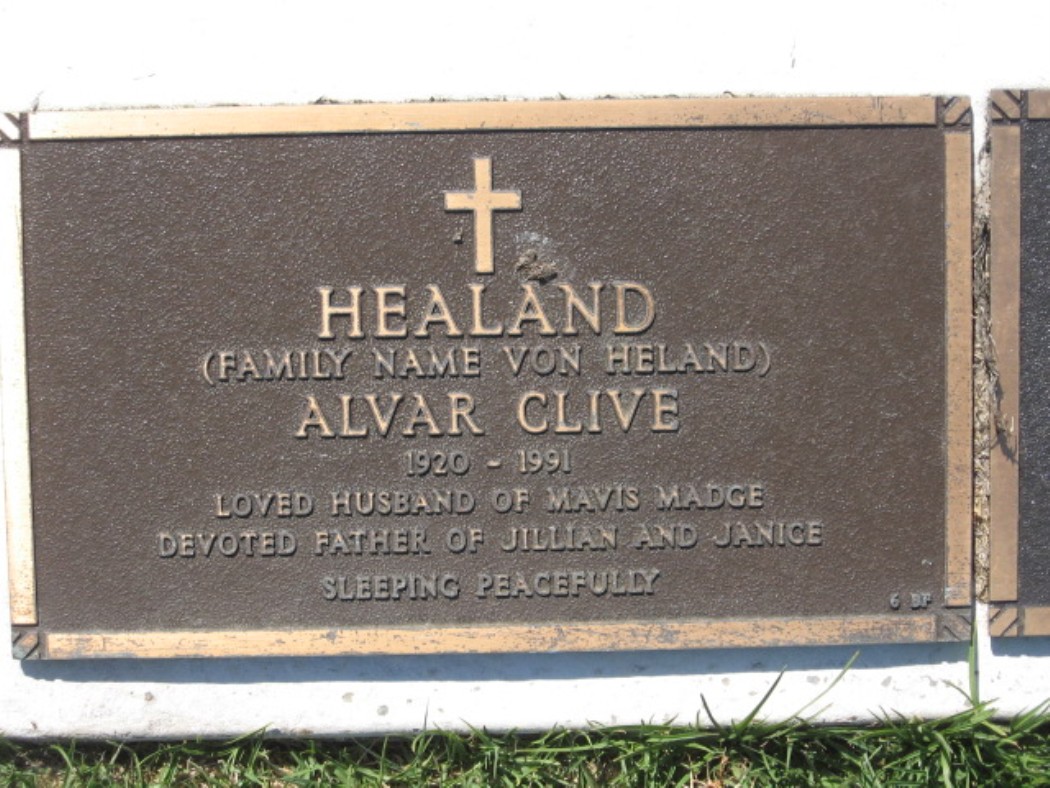 HEALAND
(FAMILY NAME VON HELAND)
ALVAR CLIVE
1920 - 1991
LOVED HUSBAND OF MAVIS MADGE
DEVOTED FATHER OF JILLIAN AND JANICE
SLEEPING PEACEFULLY
6 BF